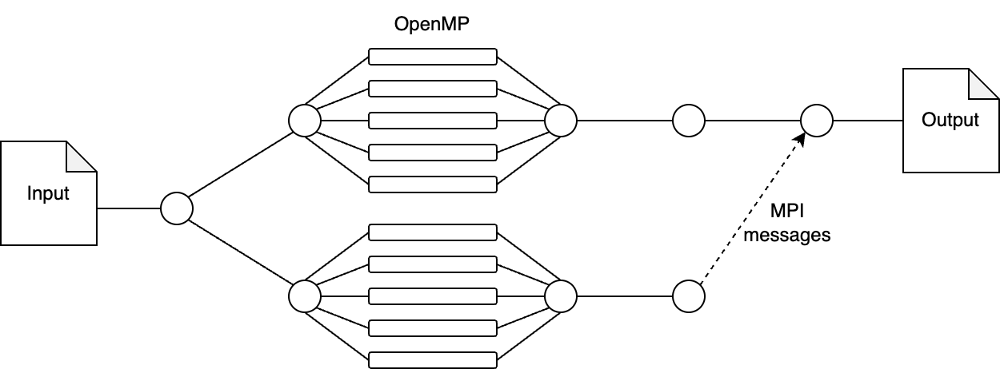 OpenMP
Input
Output
MPI
messages